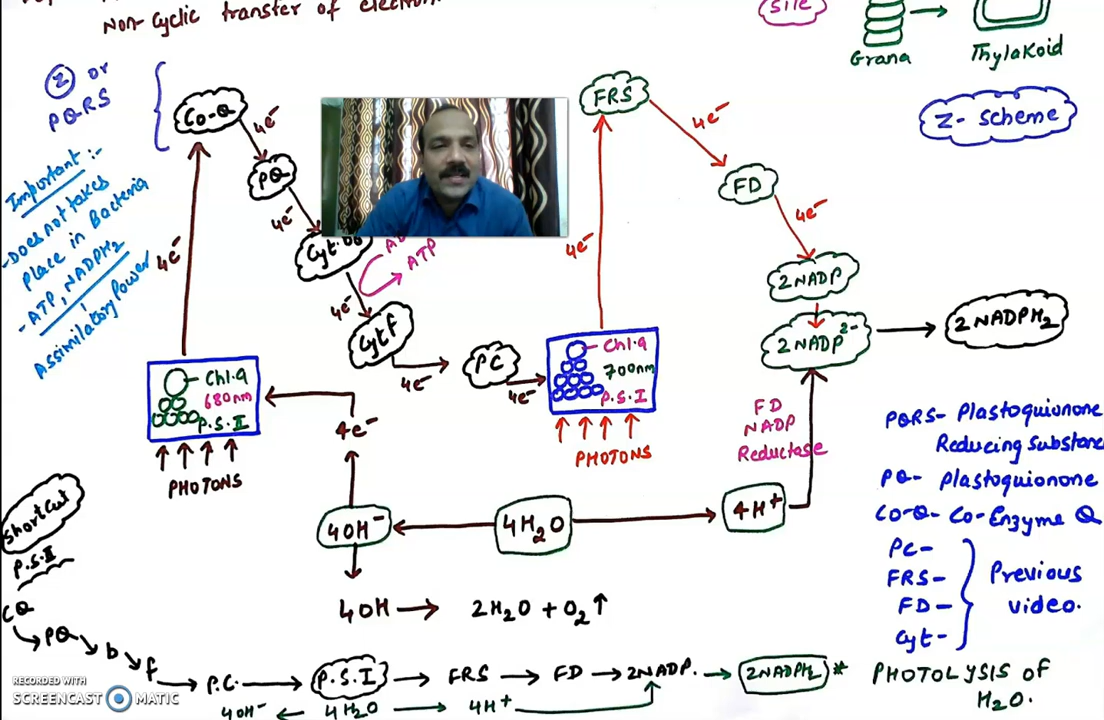 Non-Cyclic transfer of electron
Site
Grana
Thylakoid
Z or
PQRS
Co-Q
4e⁻
PQ
4e⁻
4e⁻
4e⁻
ATP
Cyt f
4e⁻
PC
4e⁻
FRS
4e⁻
FD
4e⁻
4e⁻
2NADP
2NADP²⁻
2NADPH₂
Z-Scheme
Important:-
-Does not takes
Place in Bacteria
-ATP, NADPH₂
Assimilatory Power
Chl.a
680nm
P.S.II
PHOTONS
Chl.a
700nm
P.S.I
PHOTONS
4e⁻
4OH⁻
4H₂O
4H⁺
FD
NADP
Reductase
4OH → 2H₂O + O₂↑
PQRS- Plastoquionone
Reducing Substance
PQ- Plastoquionone
CO-Q- Co-Enzyme Q
PC-
FRS-
FD-
Cyt-
Previous
video.
Shortcut
P.S.II
CQ
PQ
b
f
P.C. → P.S.I → FRS → FD → 2NADP. → 2NADPH₂*
4OH⁻ ← 4H₂O → 4H⁺
PHOTOLYSIS OF
H₂O.
RECORDED WITH
SCREENCAST MATIC